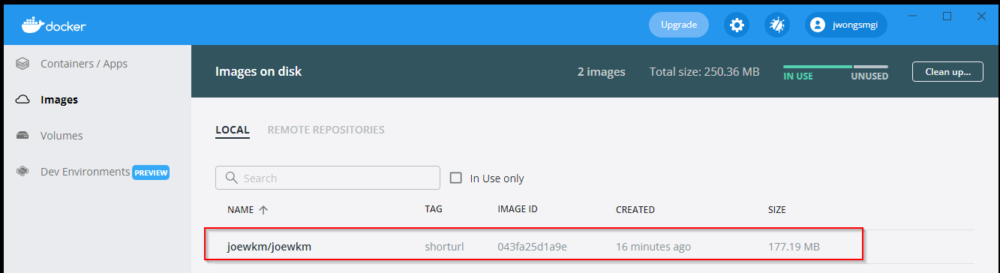 docker
Upgrade
jwongsmgi
Containers / Apps
Images
Volumes
Dev Environments PREVIEW
Images on disk
2 images
Total size: 250.36 MB
IN USE UNUSED
Clean up...
LOCAL REMOTE REPOSITORIES
Search
In Use only
NAME TAG IMAGE ID CREATED SIZE
joewkm/joewkm shorturl 043fa25d1a9e 16 minutes ago 177.19 MB